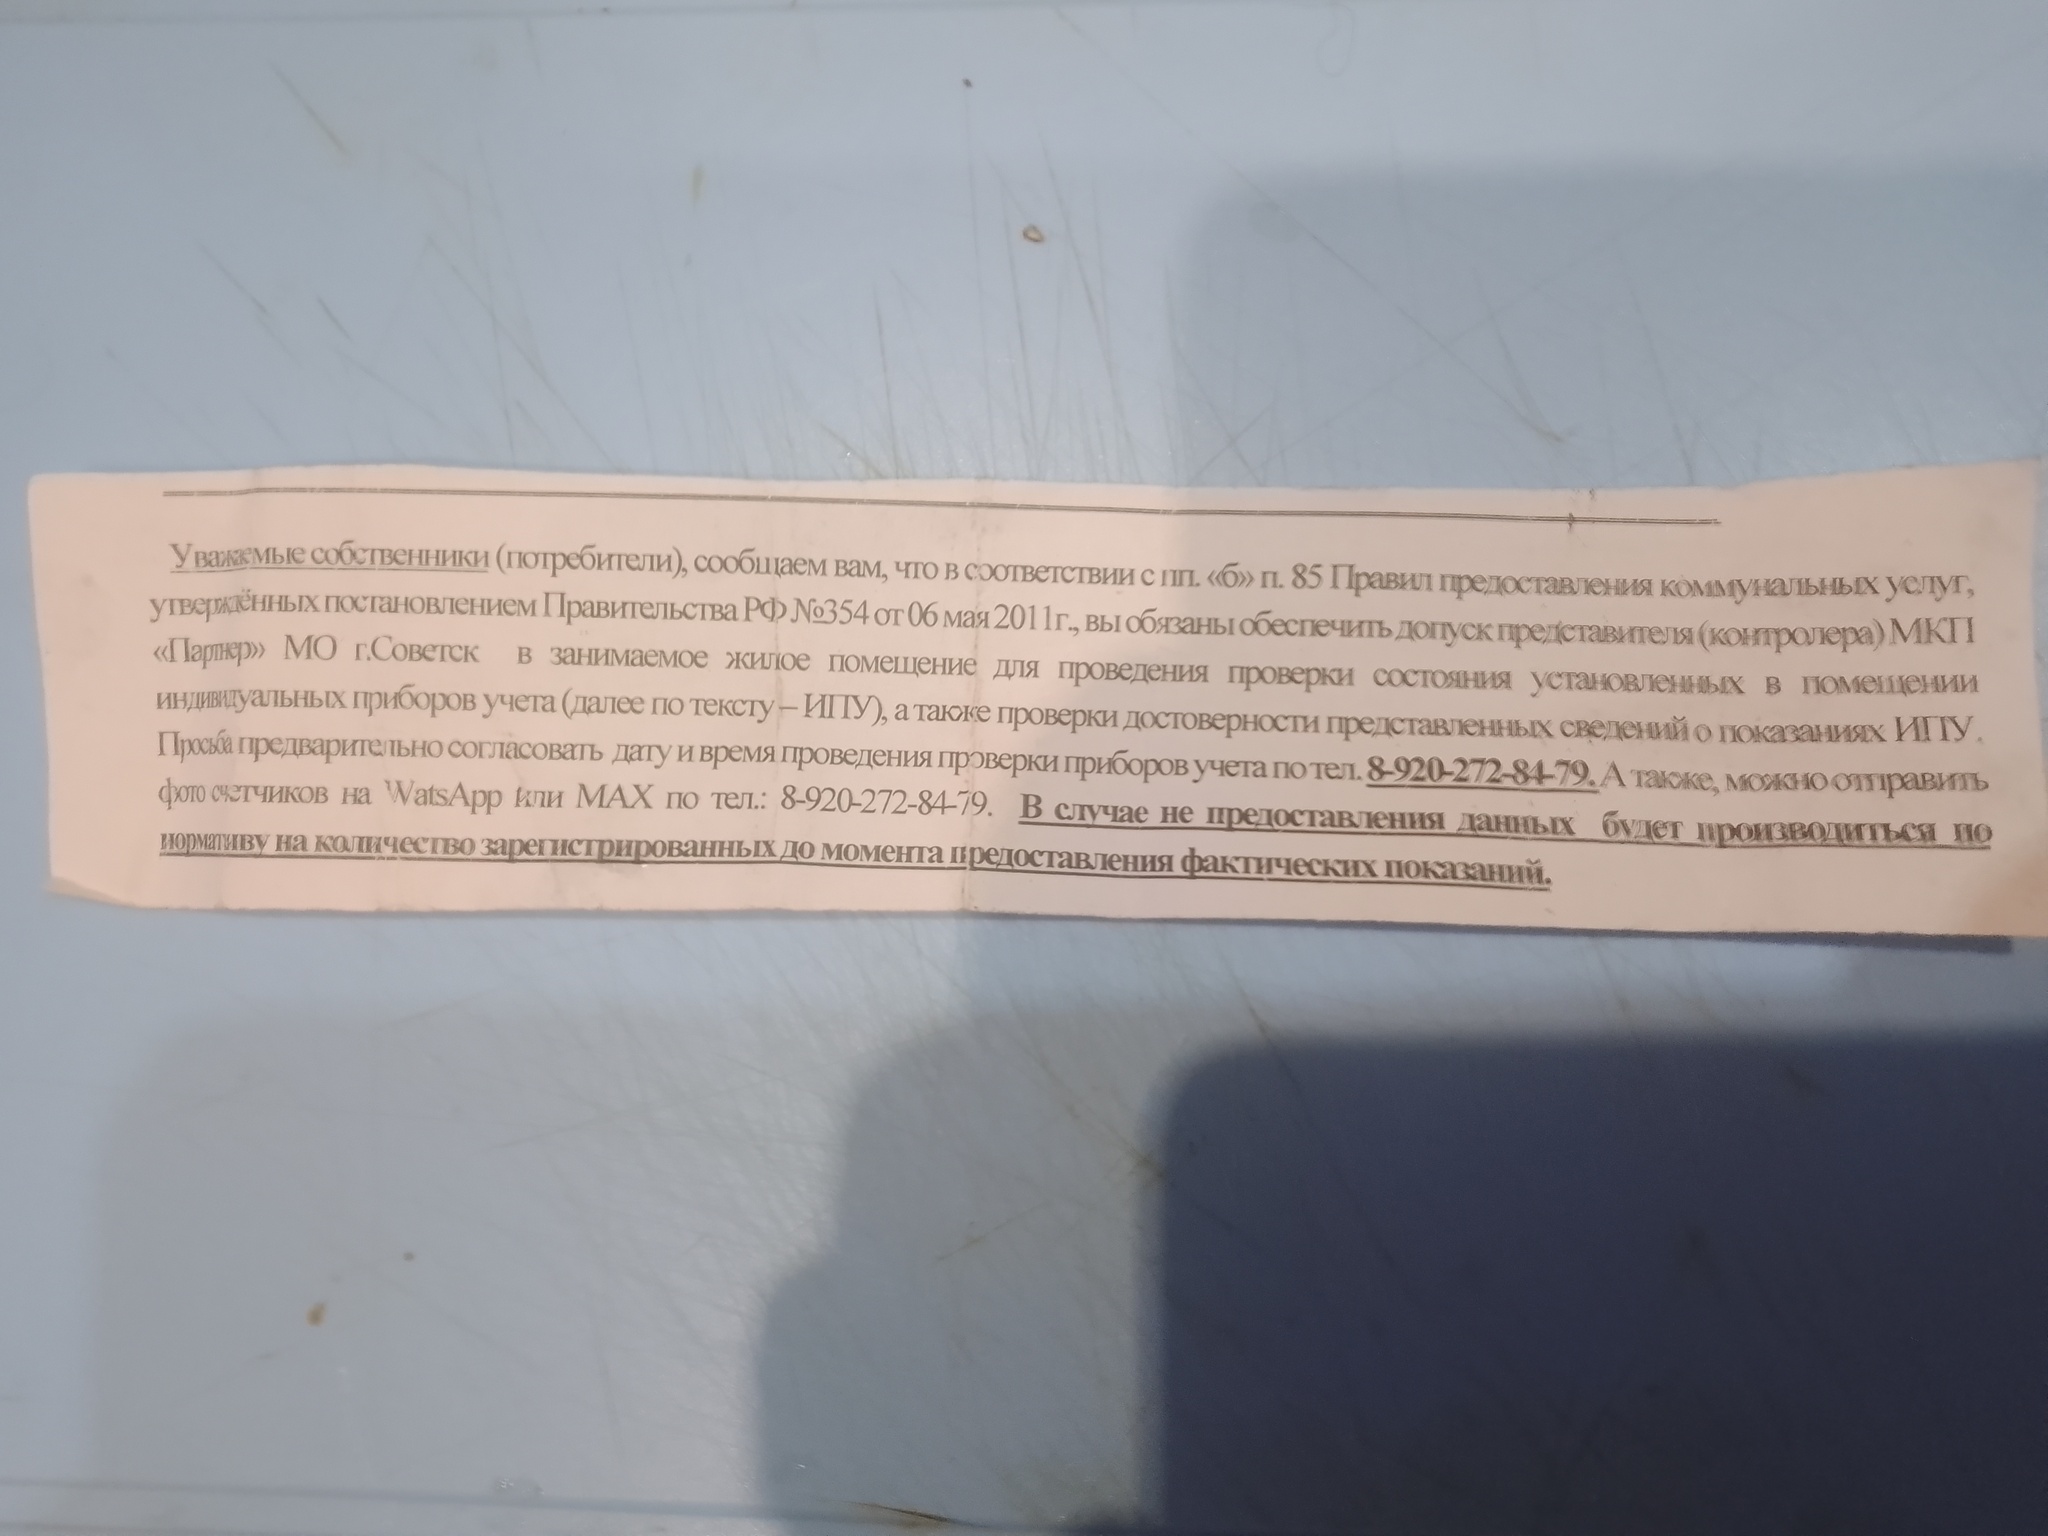 Уважаемые собственники (потребители), сообщаем вам, что в соответствии с пп. «б» п. 85 Правил предоставления коммунальных услуг,
утверждённых постановлением Правительства РФ №354 от 06 мая 2011г., вы обязаны обеспечить допуск представителя (контролера) МКП
«Партнер» МО г.Советск в занимаемое жилое помещение для проведения проверки состояния установленных в помещении
индивидуальных приборов учета (далее по тексту – ИПУ), а также проверки достоверности представленных сведений о показаниях ИПУ.
Просьба предварительно согласовать дату и время проведения проверки приборов учета по тел. 8-920-272-84-79. А также, можно отправить
фото счетчиков на WatsApp или MAX по тел.: 8-920-272-84-79. В случае не предоставления данных будет производиться по
нормативу на количество зарегистрированных до момента предоставления фактических показаний.